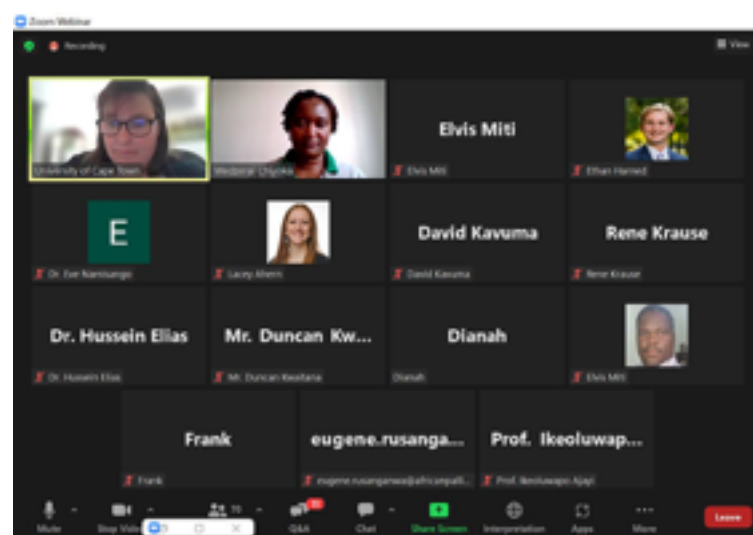 Zoom Webinar
Recording
View
University of Cape Town
Elvis Miti
Elvis Miti
Ethan Harned
E
Dr. Eve Namisango
Lacey Ahern
David Kavuma
David Kavuma
Rene Krause
Rene Krause
Dr. Hussein Elias
Dr. Hussein Elias
Mr. Duncan Kw...
Mr. Duncan Kwaitana
Dianah
Dianah
Elvis Miti
Frank
Frank
eugene.rusanga...
Prof. Ikeoluwap...
Prof. Ikeoluwapo Ajayi
Mute
Stop Video
Q&A
Chat
Share Screen
Interpretation
Apps
More
Leave